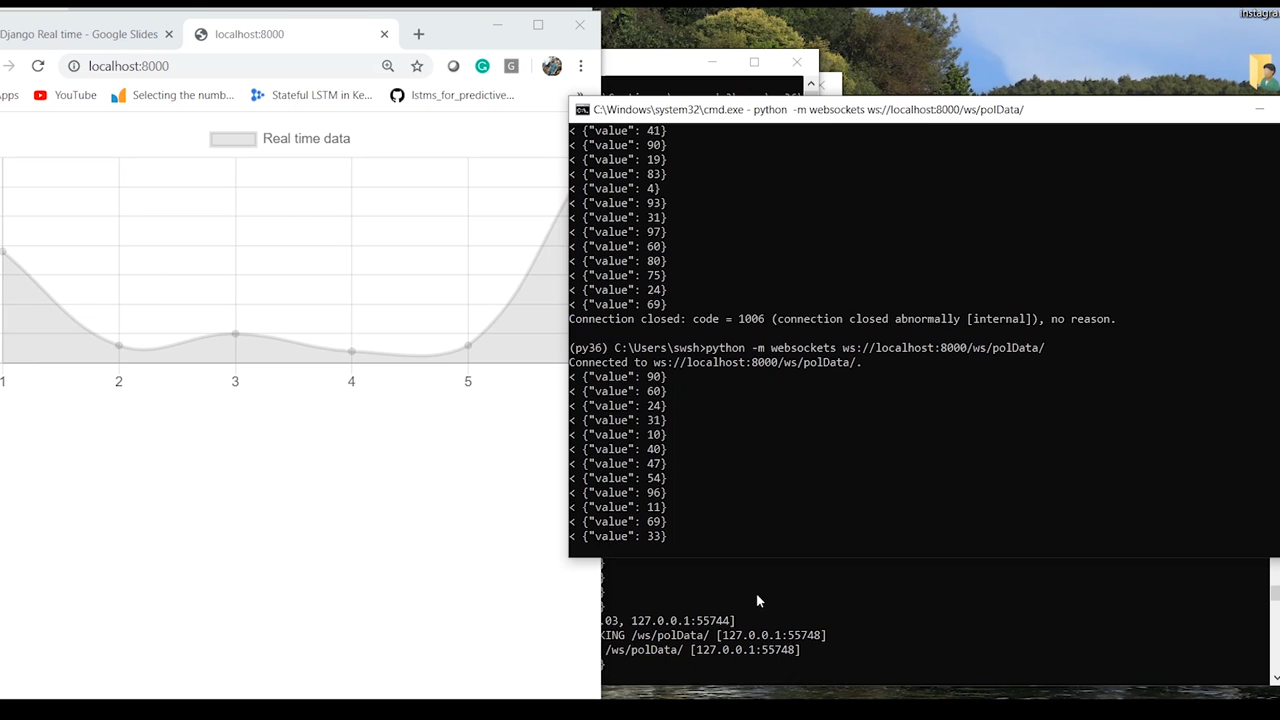 Django Real time - Google Slides
localhost:8000
localhost:8000
YouTube
Selecting the numb...
Stateful LSTM in Ke...
lstms_for_predictive...
Real time data
1 2 3 4 5
C:\Windows\system32\cmd.exe - python -m websockets ws://localhost:8000/ws/polData/
< {"value": 41}
< {"value": 90}
< {"value": 19}
< {"value": 83}
< {"value": 4}
< {"value": 93}
< {"value": 31}
< {"value": 97}
< {"value": 60}
< {"value": 80}
< {"value": 75}
< {"value": 24}
< {"value": 69}
Connection closed: code = 1006 (connection closed abnormally [internal]), no reason.
(py36) C:\Users\swsh>python -m websockets ws://localhost:8000/ws/polData/
Connected to ws://localhost:8000/ws/polData/.
< {"value": 90}
< {"value": 60}
< {"value": 24}
< {"value": 31}
< {"value": 10}
< {"value": 40}
< {"value": 47}
< {"value": 54}
< {"value": 96}
< {"value": 11}
< {"value": 69}
< {"value": 33}
}
}
}
}
.03, 127.0.0.1:55744]
KING /ws/polData/ [127.0.0.1:55748]
/ws/polData/ [127.0.0.1:55748]
}